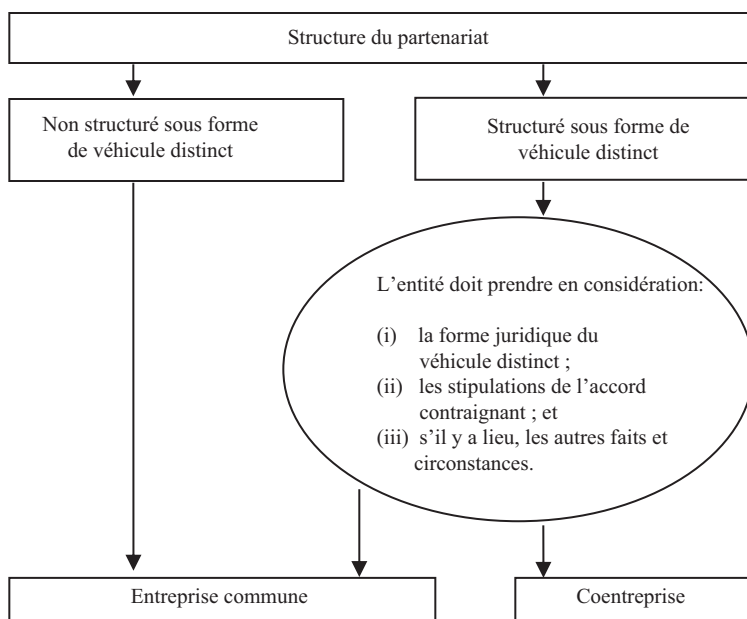 Structure du partenariat
Non structuré sous forme
de véhicule distinct
Structuré sous forme de
véhicule distinct
L’entité doit prendre en considération:
(i) la forme juridique du
véhicule distinct ;
(ii) les stipulations de l’accord
contraignant ; et
(iii) s’il y a lieu, les autres faits et
circonstances.
Entreprise commune
Coentreprise